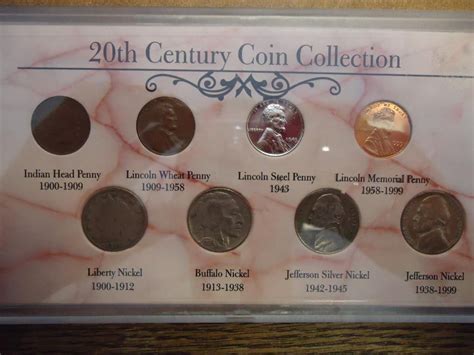 20th Century Coin Collection
Indian Head Penny
1900-1909
Lincoln Wheat Penny
1909-1958
Lincoln Steel Penny
1943
Lincoln Memorial Penny
1958-1999
Liberty Nickel
1900-1912
Buffalo Nickel
1913-1938
Jefferson Silver Nickel
1942-1945
Jefferson Nickel
1938-1999